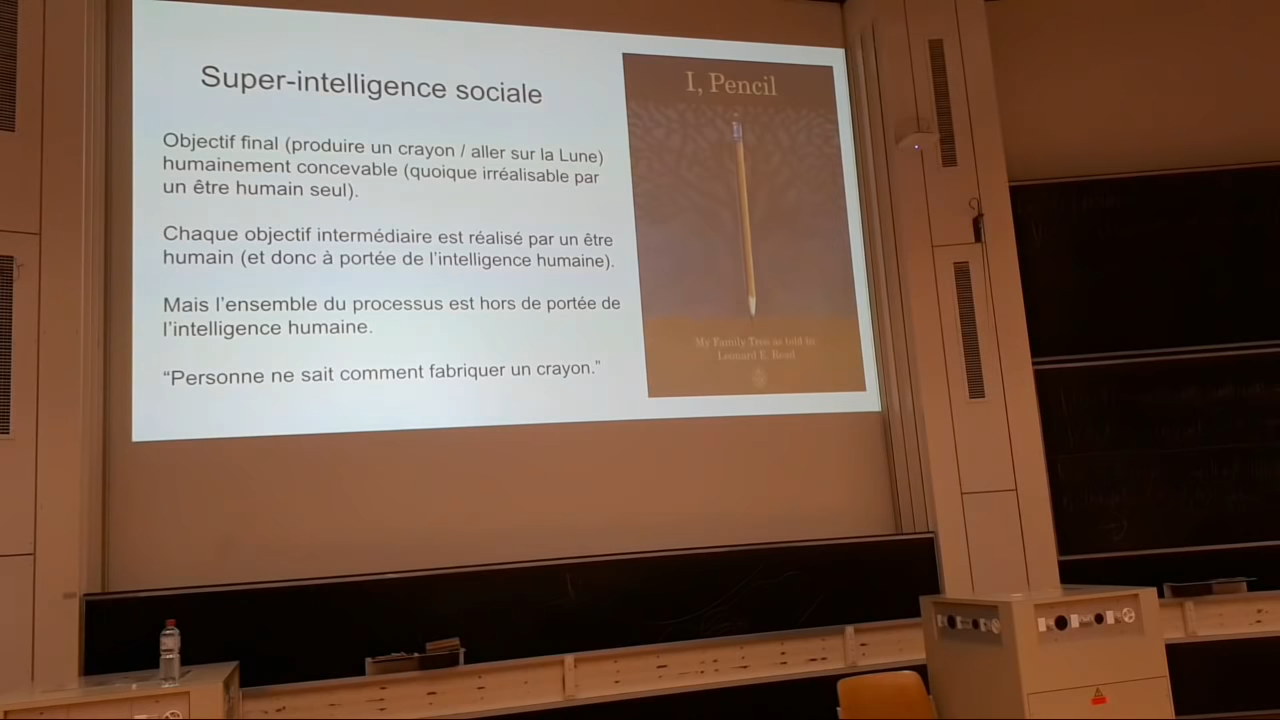 Super-intelligence sociale
Objectif final (produire un crayon / aller sur la Lune)
humainement concevable (quoique irréalisable par
un être humain seul).
Chaque objectif intermédiaire est réalisé par un être
humain (et donc à portée de l'intelligence humaine).
Mais l'ensemble du processus est hors de portée de
l'intelligence humaine.
“Personne ne sait comment fabriquer un crayon.”
I, Pencil
My Family Tree as told to
Leonard E. Read